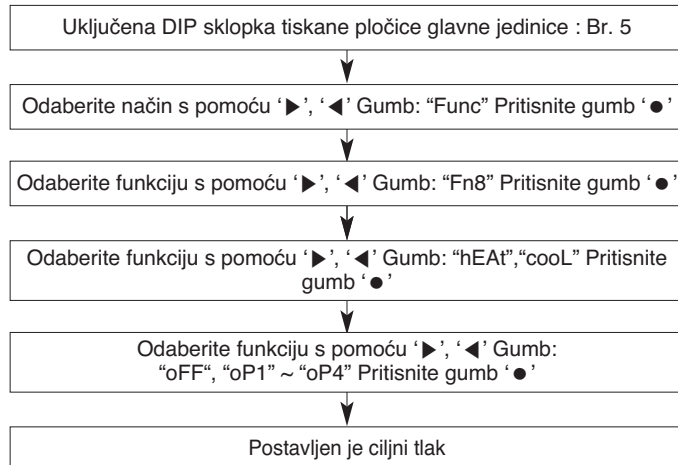 Uključena DIP sklopka tiskane pločice glavne jedinice : Br. 5
Odaberite način s pomoću ‘▶’, ‘◀’ Gumb: “Func” Pritisnite gumb ‘●’
Odaberite funkciju s pomoću ‘▶’, ‘◀’ Gumb: “Fn8” Pritisnite gumb ‘●’
Odaberite funkciju s pomoću ‘▶’, ‘◀’ Gumb: “hEAt”,“cooL” Pritisnite
gumb ‘●’
Odaberite funkciju s pomoću ‘▶’, ‘◀’ Gumb:
“oFF“, “oP1” ~ “oP4” Pritisnite gumb ‘●’
Postavljen je ciljni tlak